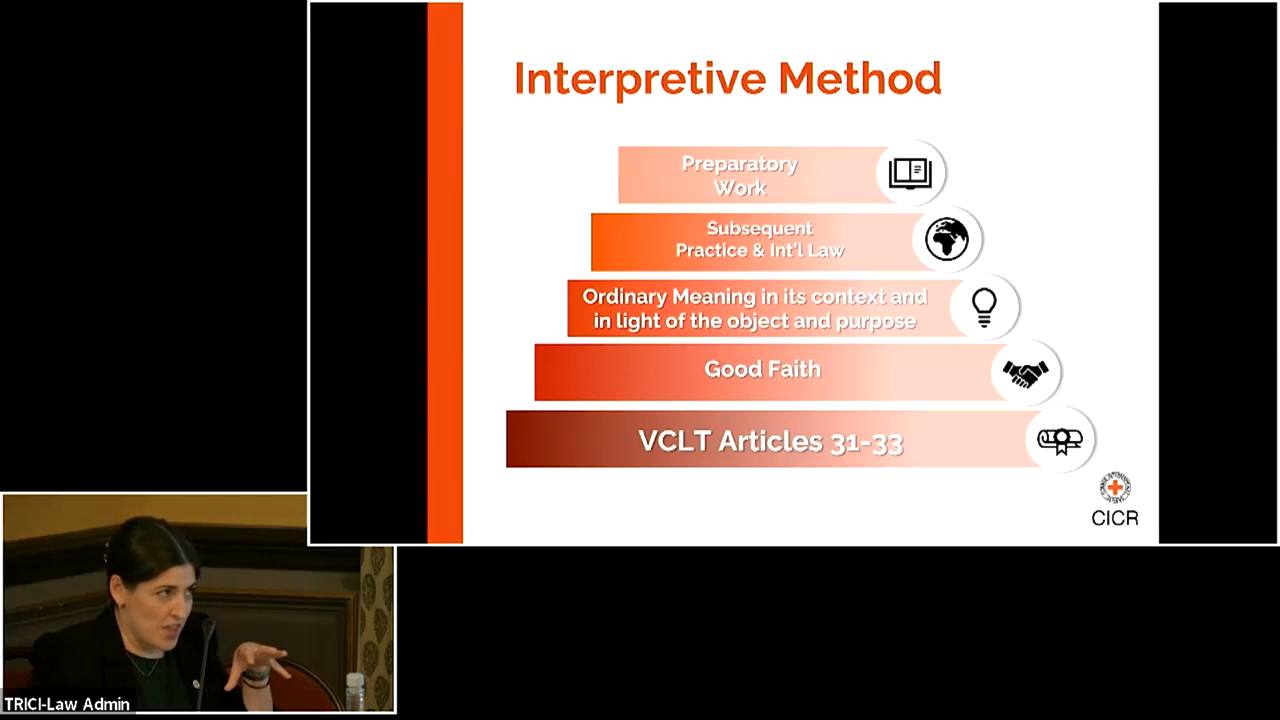 Interpretive Method
Preparatory
Work
Subsequent
Practice & Int'l Law
Ordinary Meaning in its context and
in light of the object and purpose
Good Faith
VCLT Articles 31-33
CICR
TRICI-Law Admin